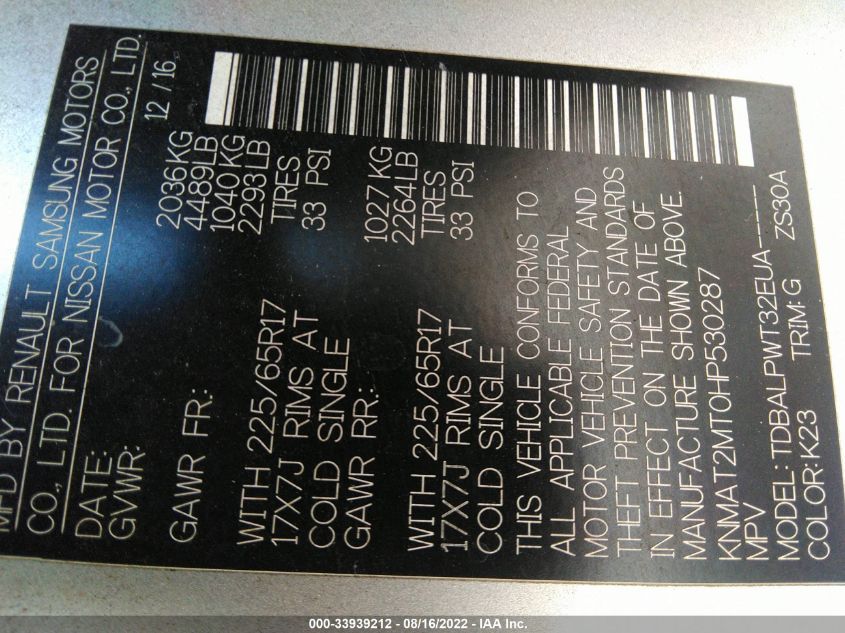 MFD BY RENAULT SAMSUNG MOTORS
CO., LTD. FOR NISSAN MOTOR CO., LTD.
DATE: 12 / 16
GVWR: 2036KG
4489LB
GAWR FR.: 1040 KG
2293 LB
WITH 225/65R17 TIRES
17X7J RIMS AT 33 PSI
COLD SINGLE
GAWR RR.: 1027 KG
2264LB
WITH 225/65R17 TIRES
17X7J RIMS AT 33 PSI
COLD SINGLE
THIS VEHICLE CONFORMS TO
ALL APPLICABLE FEDERAL
MOTOR VEHICLE SAFETY AND
THEFT PREVENTION STANDARDS
IN EFFECT ON THE DATE OF
MANUFACTURE SHOWN ABOVE.
KNMAT2MT0HP530287
MPV
MODEL: TDBALPWT32EUA-----
COLOR: K23 TRIM: G ZS30A
000-33939212 - 08/16/2022 - IAA Inc.